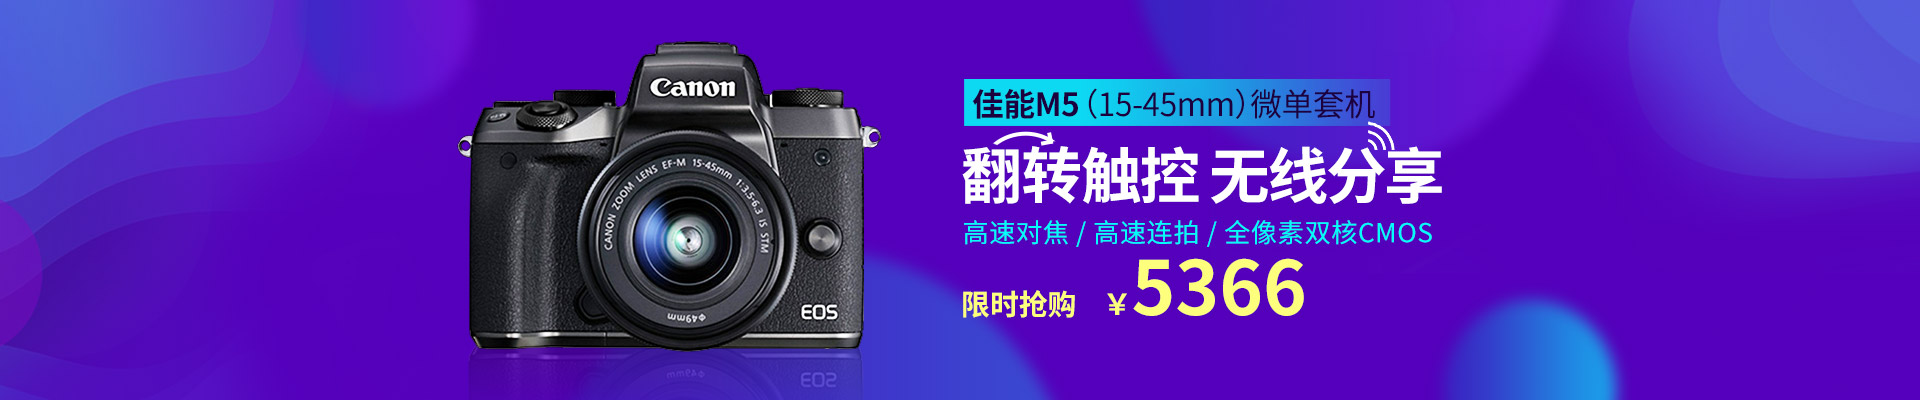 Canon
CANON ZOOM LENS EF-M 15-45mm 1:3.5-6.3 IS STM
Φ49mm
EOS
佳能M5（15-45mm）微单套机
翻转触控 无线分享
高速对焦 / 高速连拍 / 全像素双核CMOS
限时抢购 ￥5366